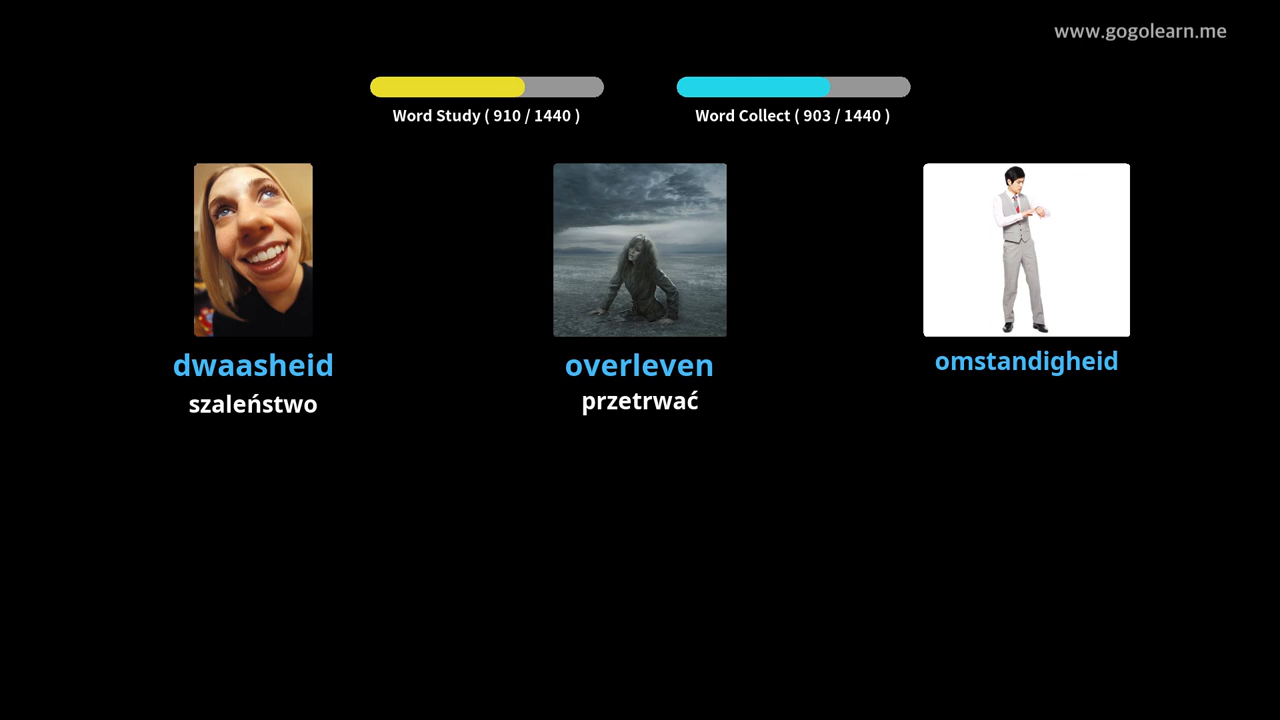 www.gogolearn.me
Word Study ( 910 / 1440 )
Word Collect ( 903 / 1440 )
dwaasheid
overleven
omstandigheid
szaleństwo
przetrwać